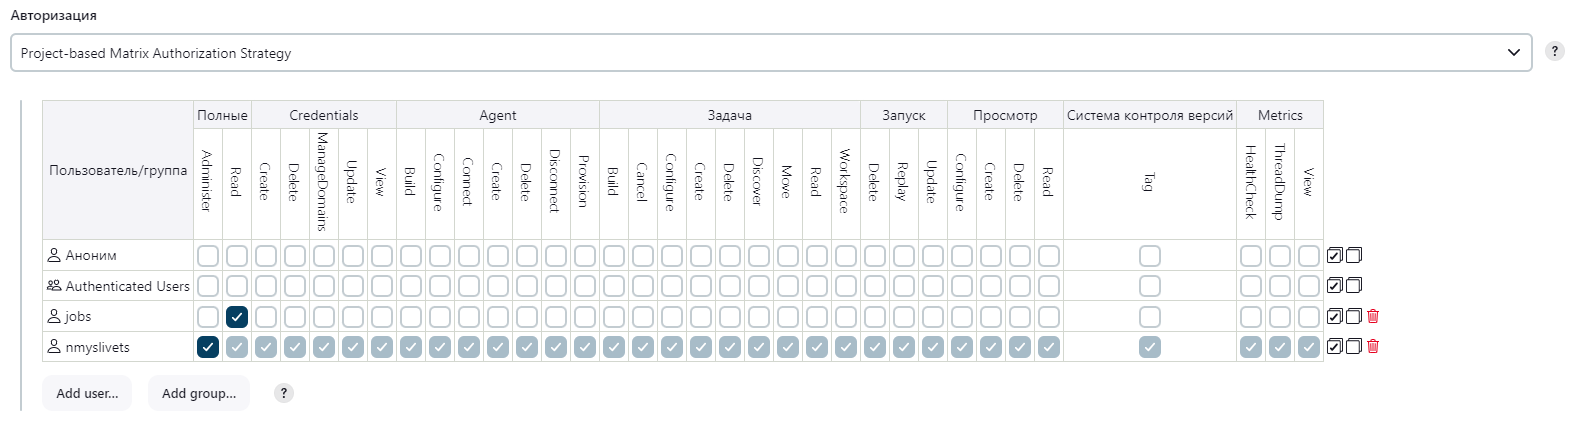 Авторизация
Project-based Matrix Authorization Strategy
?
Пользователь/группа
Полные Credentials Agent Задача Запуск Просмотр Система контроля версий Metrics
Administer Read Create Delete ManageDomains Update View Build Configure Connect Create Delete Disconnect Provision Build Cancel Configure Create Delete Discover Move Read Workspace Delete Replay Update Configure Create Delete Read Tag HealthCheck ThreadDump View
Аноним
Authenticated Users
jobs
nmyslivets
Add user... Add group... ?